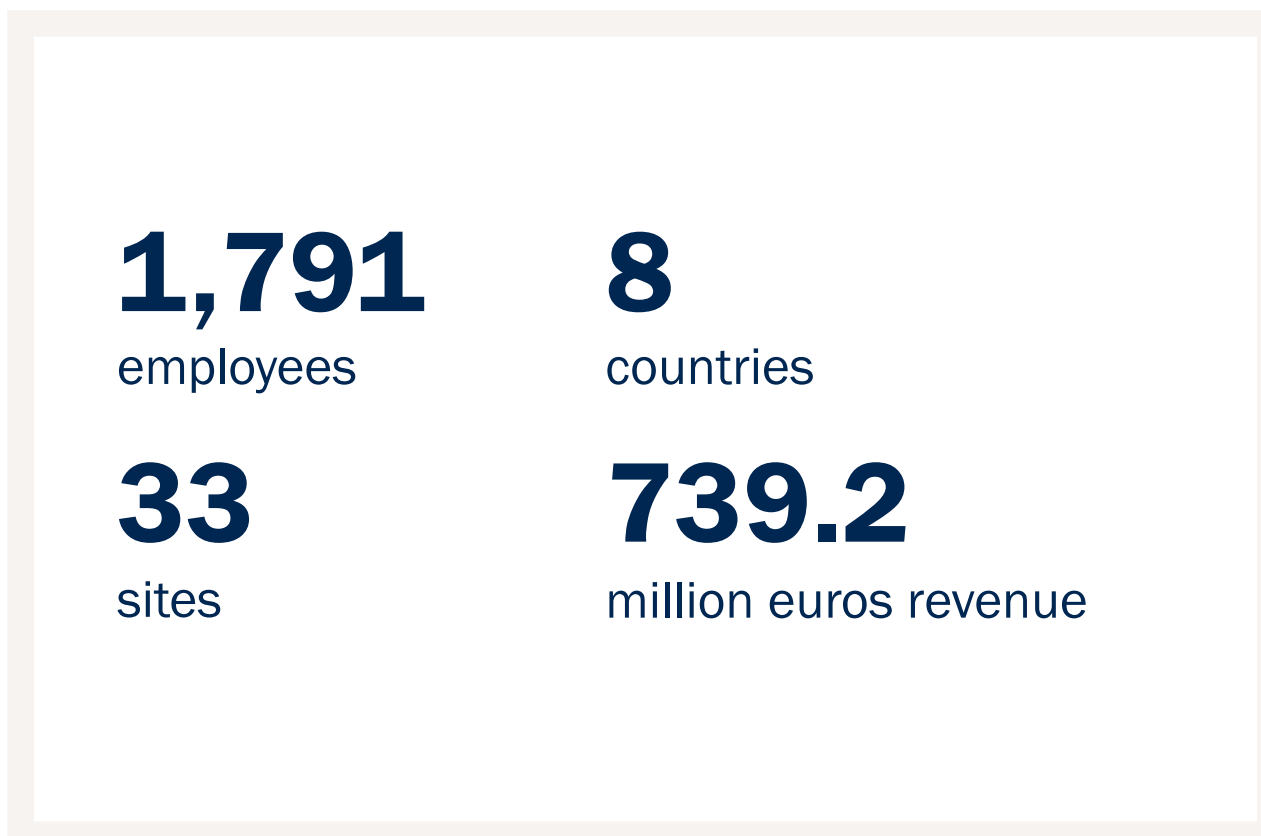 1,791
employees
8
countries
33
sites
739.2
million euros revenue